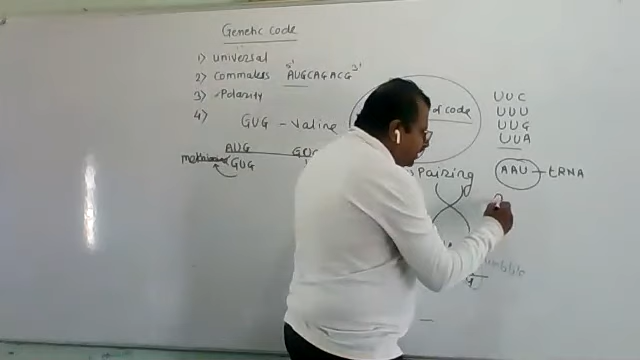 Genetic code
1) universal
2) commaless 5' AUGCAGACG 3'
3) Polarity
4) GUG - Valine
AUG
GUG
of code
Pairing
UUC
UUU
UUG
UUA
AAU - tRNA